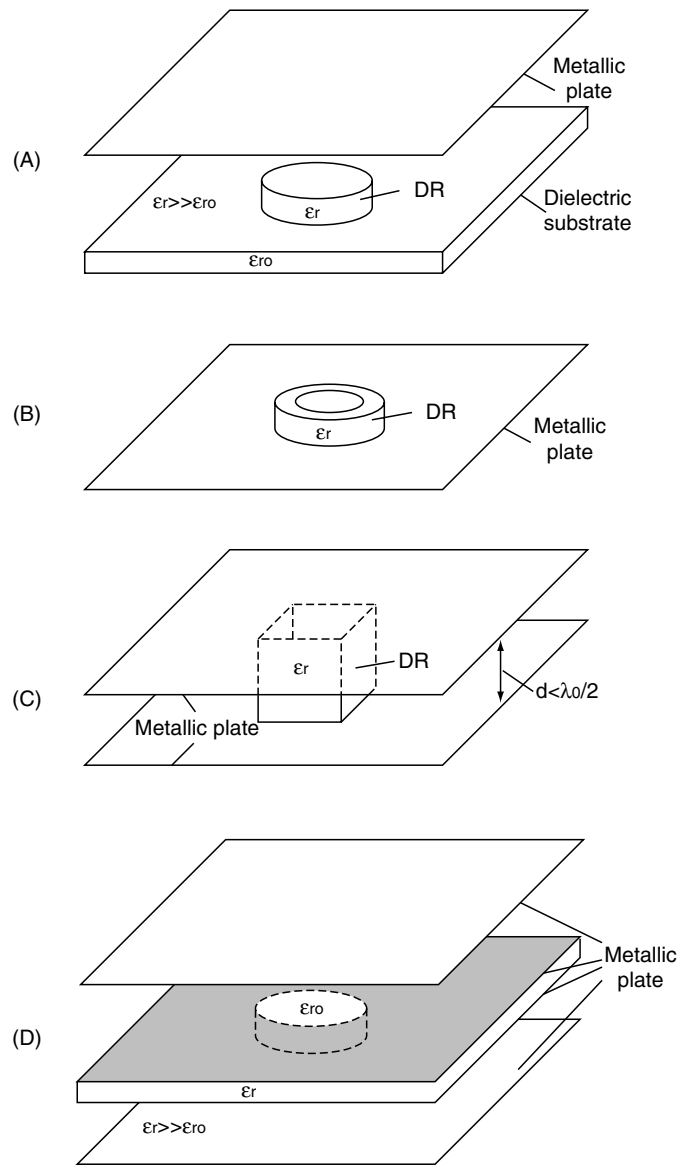 Metallic
plate
(A)
εr>>εro
DR
εr
Dielectric
substrate
εro
(B)
DR
εr
Metallic
plate
(C)
εr
DR
d<λ0/2
Metallic plate
(D)
Metallic
plate
εro
εr
εr>>εro